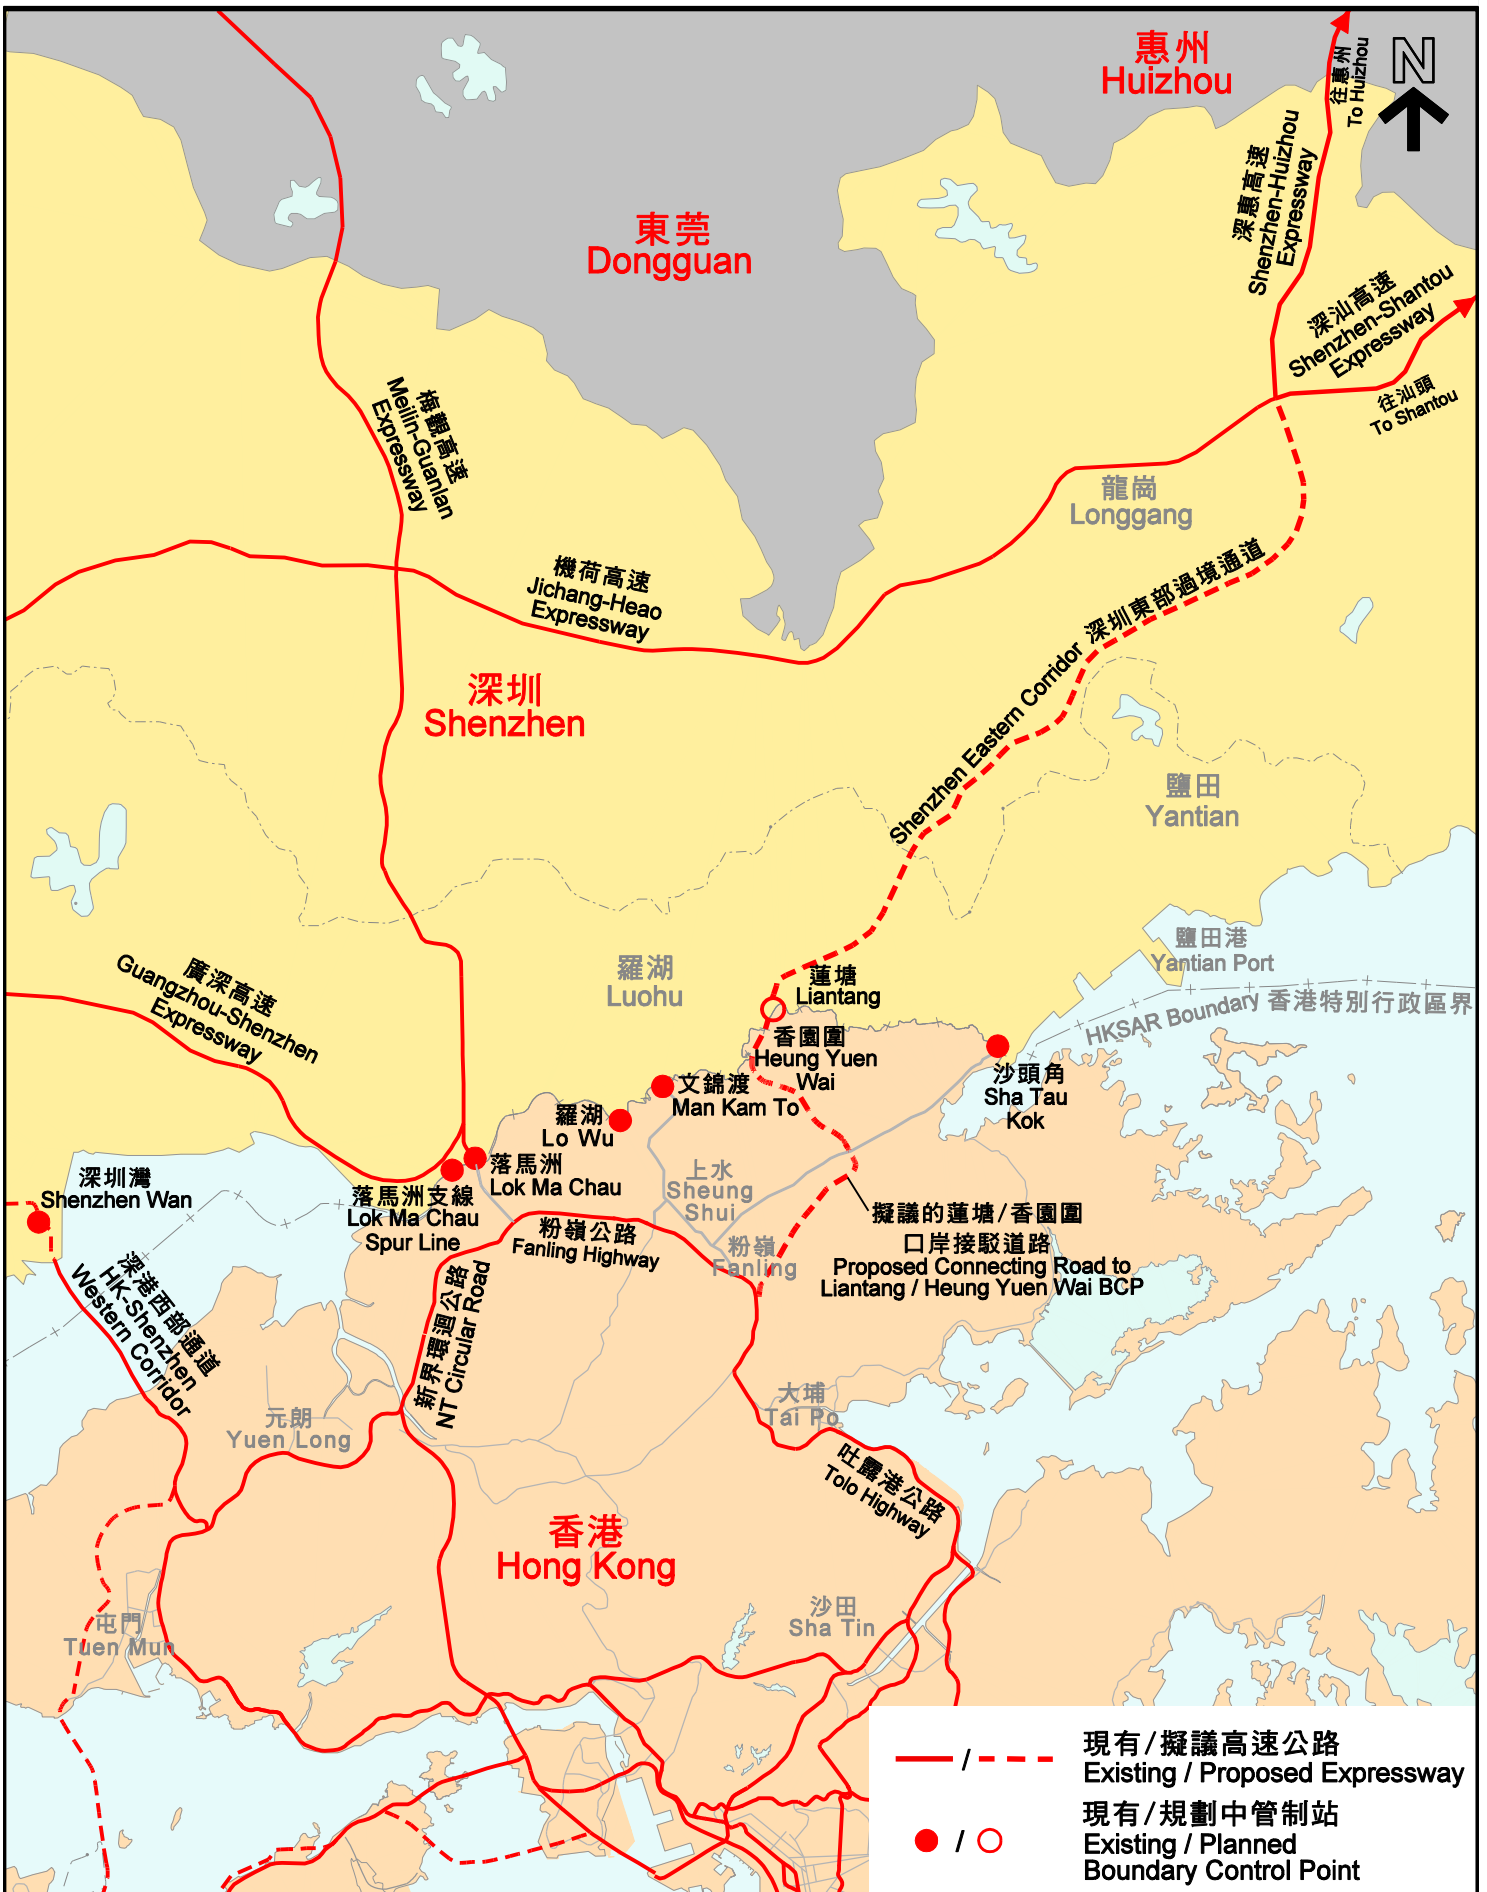 惠州
Huizhou
N
往惠州
To Huizhou
深惠高速
Shenzhen-Huizhou
Expressway
東莞
Dongguan
深汕高速
Shenzhen-Shantou
Expressway
往汕頭
To Shantou
梅觀高速
Meilin-Guanlan
Expressway
龍崗
Longgang
機荷高速
Jichang-Heao
Expressway
Shenzhen Eastern Corridor 深圳東部過境通道
深圳
Shenzhen
鹽田
Yantian
鹽田港
Yantian Port
廣深高速
Guangzhou-Shenzhen
Expressway
羅湖
Luohu
蓮塘
Liantang
HKSAR Boundary 香港特別行政區界
香園圍
Heung Yuen
Wai
沙頭角
Sha Tau
Kok
文錦渡
Man Kam To
羅湖
Lo Wu
落馬洲
Lok Ma Chau
深圳灣
Shenzhen Wan
落馬洲支線
Lok Ma Chau
Spur Line
上水
Sheung
Shui
粉嶺公路
Fanling Highway
粉嶺
Fanling
擬議的蓮塘/香園圍
口岸接駁道路
Proposed Connecting Road to
Liantang / Heung Yuen Wai BCP
深港西部通道
HK-Shenzhen
Western Corridor
新界環迴公路
NT Circular Road
元朗
Yuen Long
大埔
Tai Po
吐露港公路
Tolo Highway
香港
Hong Kong
屯門
Tuen Mun
沙田
Sha Tin
/
現有/擬議高速公路
Existing / Proposed Expressway
/
現有/規劃中管制站
Existing / Planned
Boundary Control Point